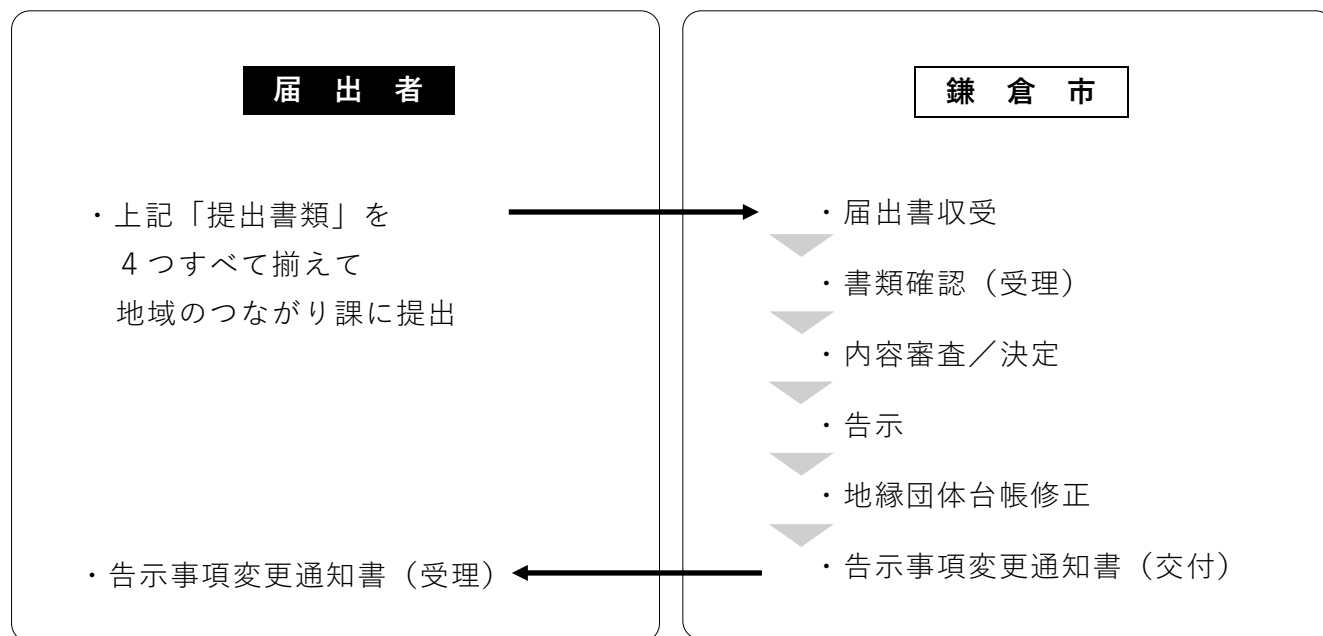 届 出 者
・上記「提出書類」を
４つすべて揃えて
地域のつながり課に提出
・告示事項変更通知書（受理）
鎌 倉 市
・届出書収受
・書類確認（受理）
・内容審査／決定
・告示
・地縁団体台帳修正
・告示事項変更通知書（交付）